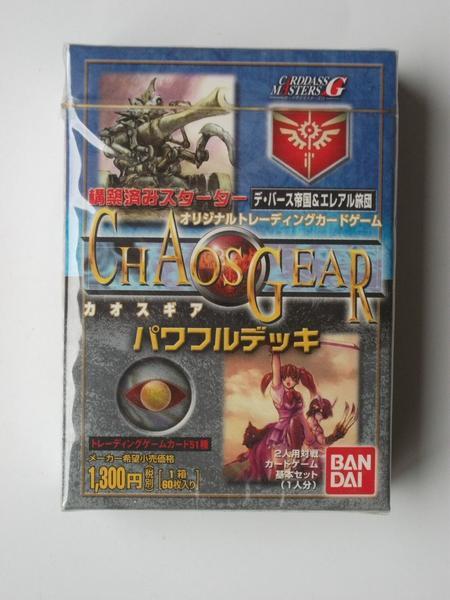 CARDDASS
MASTERS G
構築済みスターター
デ・バース帝国&エレアル旅団
オリジナルトレーディングカードゲーム
CHAOSGEAR
カオスギア
パワフルデッキ
トレーディングゲームカード51種
メーカー希望小売価格
1,300円(税別)[1箱60枚入り]
2人用対戦
カードゲーム
基本セット
(1人分)
BAN
DAI